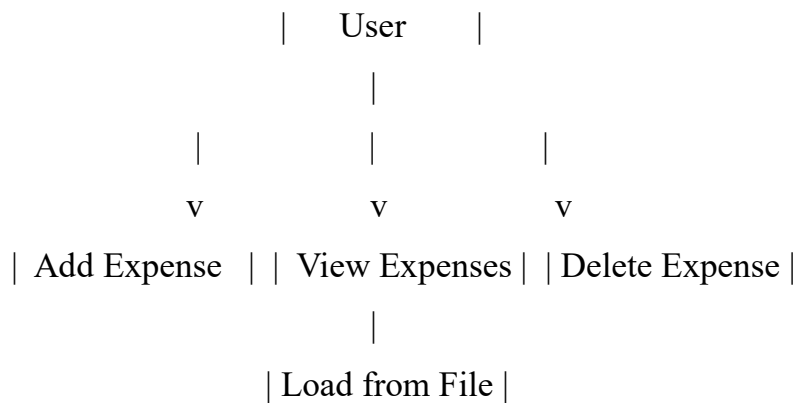 | User |
|
| | |
v v v
| Add Expense | | View Expenses | | Delete Expense |
|
| Load from File |